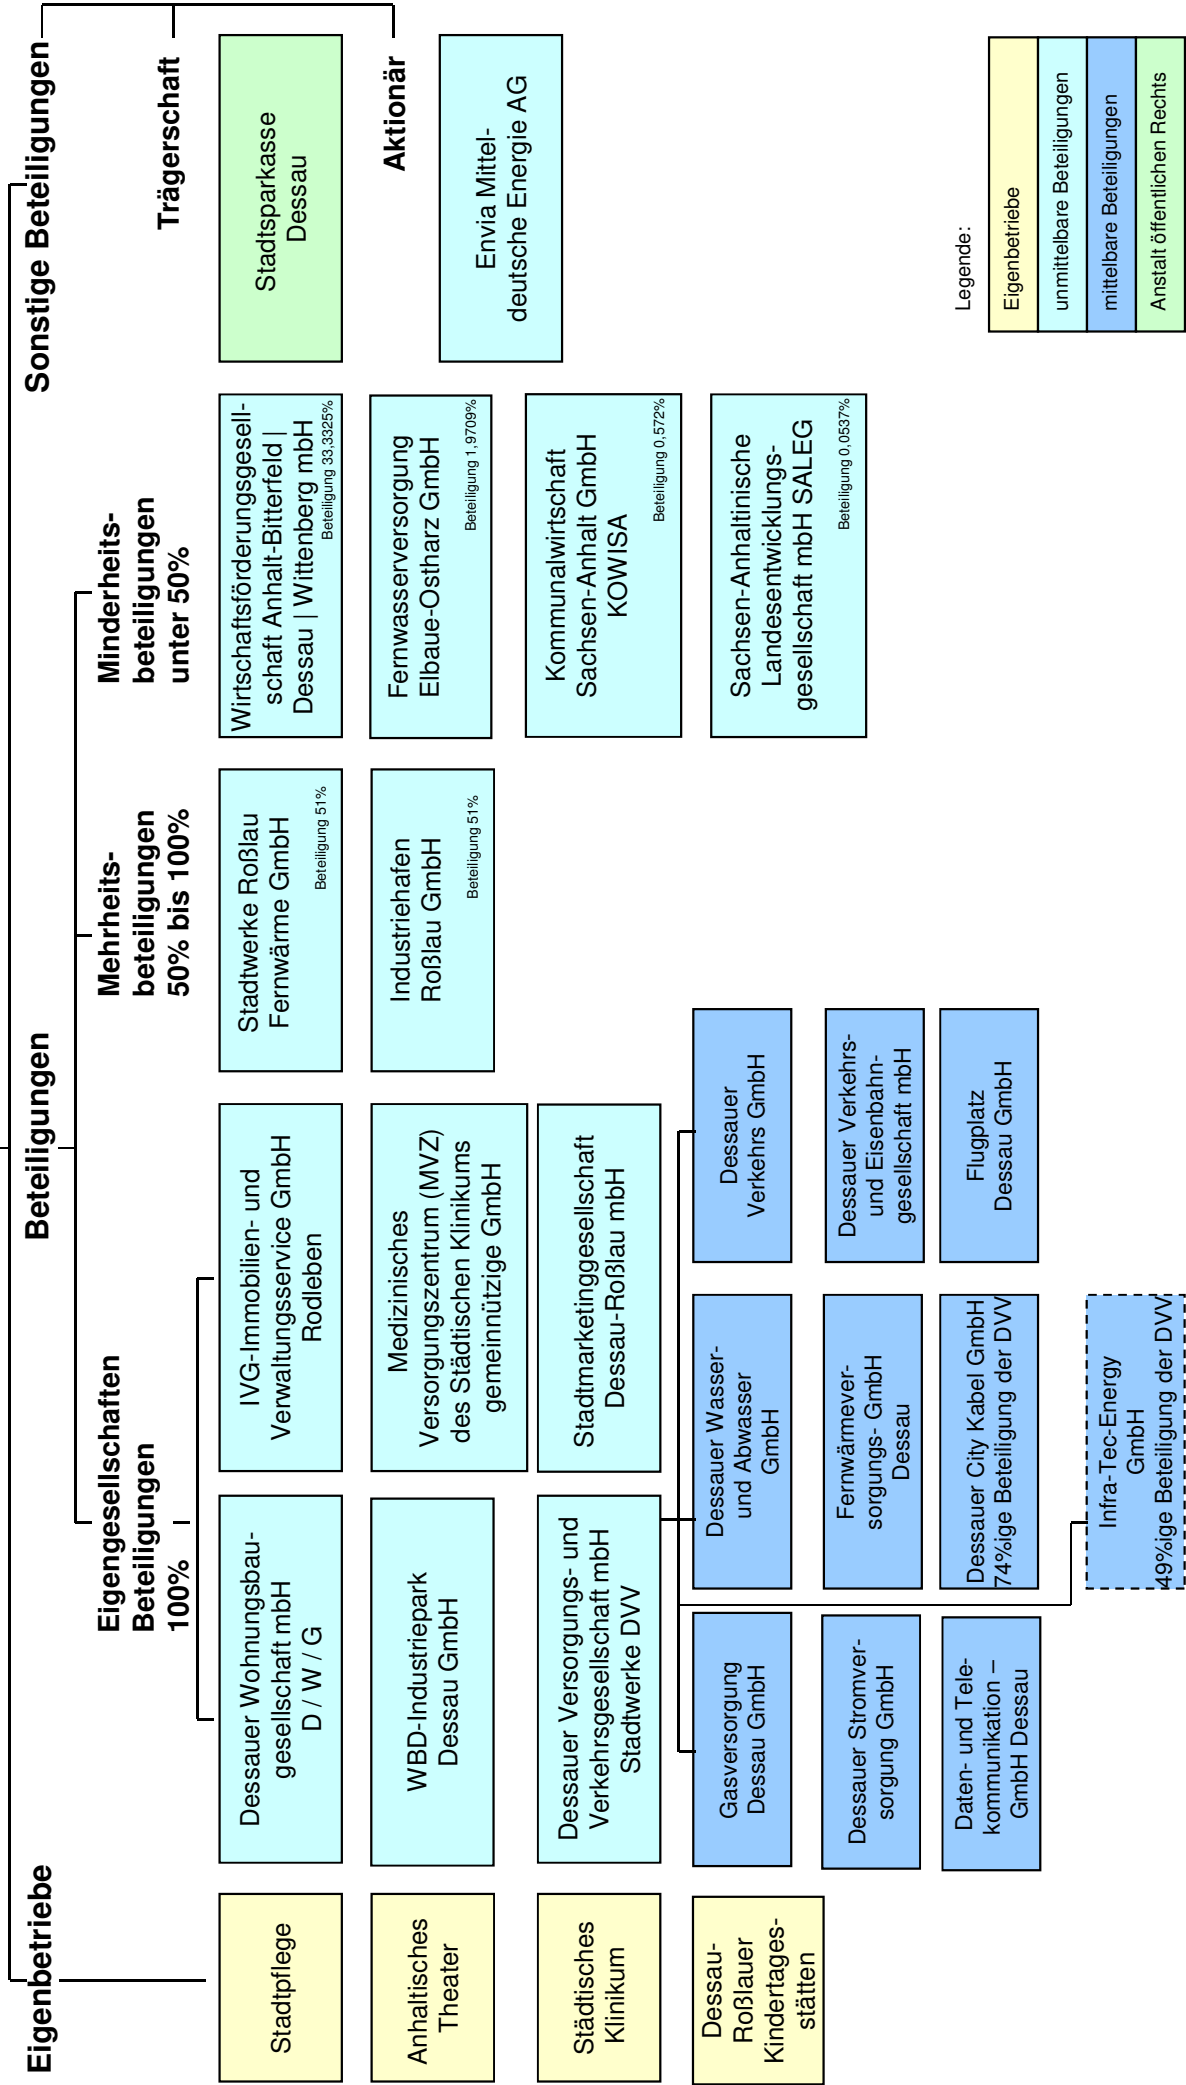 Eigenbetriebe
Stadtpflege
Anhaltisches
Theater
Städtisches
Klinikum
Dessau-
Roßlauer
Kindertages-
stätten
Beteiligungen
Eigengesellschaften
Beteiligungen
100%
Dessauer Wohnungsbau-
gesellschaft mbH
D / W / G
WBD-Industriepark
Dessau GmbH
Dessauer Versorgungs- und
Verkehrsgesellschaft mbH
Stadtwerke DVV
IVG-Immobilien- und
Verwaltungsservice GmbH
Rodleben
Medizinisches
Versorgungszentrum (MVZ)
des Städtischen Klinikums
gemeinnützige GmbH
Stadtmarketinggesellschaft
Dessau-Roßlau mbH
Gasversorgung
Dessau GmbH
Dessauer Stromver-
sorgung GmbH
Daten- und Tele-
kommunikation –
GmbH Dessau
Dessauer Wasser-
und Abwasser
GmbH
Fernwärmever-
sorgungs- GmbH
Dessau
Dessauer City Kabel GmbH
74%ige Beteiligung der DVV
Infra-Tec-Energy
GmbH
49%ige Beteiligung der DVV
Dessauer
Verkehrs GmbH
Dessauer Verkehrs-
und Eisenbahn-
gesellschaft mbH
Flugplatz
Dessau GmbH
Mehrheits-
beteiligungen
50% bis 100%
Stadtwerke Roßlau
Fernwärme GmbH
Beteiligung 51%
Industriehafen
Roßlau GmbH
Beteiligung 51%
Minderheits-
beteiligungen
unter 50%
Wirtschaftsförderungsgesell-
schaft Anhalt-Bitterfeld |
Dessau | Wittenberg mbH
Beteiligung 33,3325%
Fernwasserversorgung
Elbaue-Ostharz GmbH
Beteiligung 1,9709%
Kommunalwirtschaft
Sachsen-Anhalt GmbH
KOWISA
Beteiligung 0,572%
Sachsen-Anhaltinische
Landesentwicklungs-
gesellschaft mbH SALEG
Beteiligung 0,0537%
Sonstige Beteiligungen
Trägerschaft
Stadtsparkasse
Dessau
Aktionär
Envia Mittel-
deutsche Energie AG
Legende:
Eigenbetriebe
unmittelbare Beteiligungen
mittelbare Beteiligungen
Anstalt öffentlichen Rechts